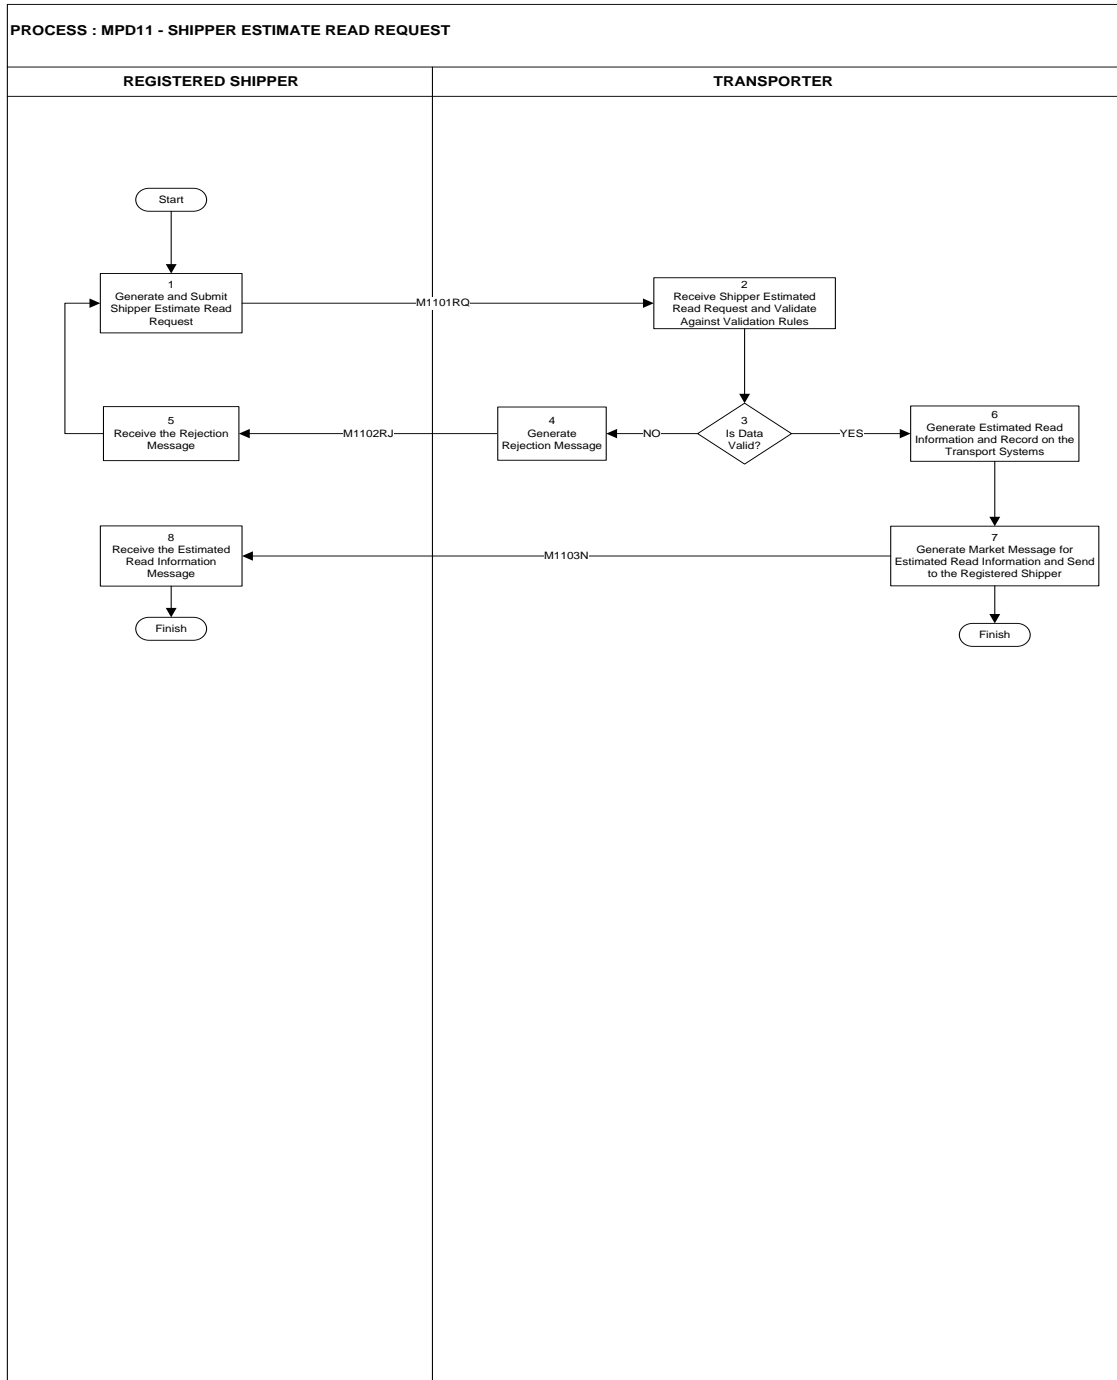 PROCESS : MPD11 - SHIPPER ESTIMATE READ REQUEST
REGISTERED SHIPPER
TRANSPORTER
Start
1
Generate and Submit
Shipper Estimate Read
Request
M1101RQ
2
Receive Shipper Estimated
Read Request and Validate
Against Validation Rules
5
Receive the Rejection
Message
M1102RJ
4
Generate
Rejection Message
NO
3
Is Data
Valid?
YES
6
Generate Estimated Read
Information and Record on the
Transport Systems
8
Receive the Estimated
Read Information
Message
M1103N
7
Generate Market Message for
Estimated Read Information and Send
to the Registered Shipper
Finish
Finish